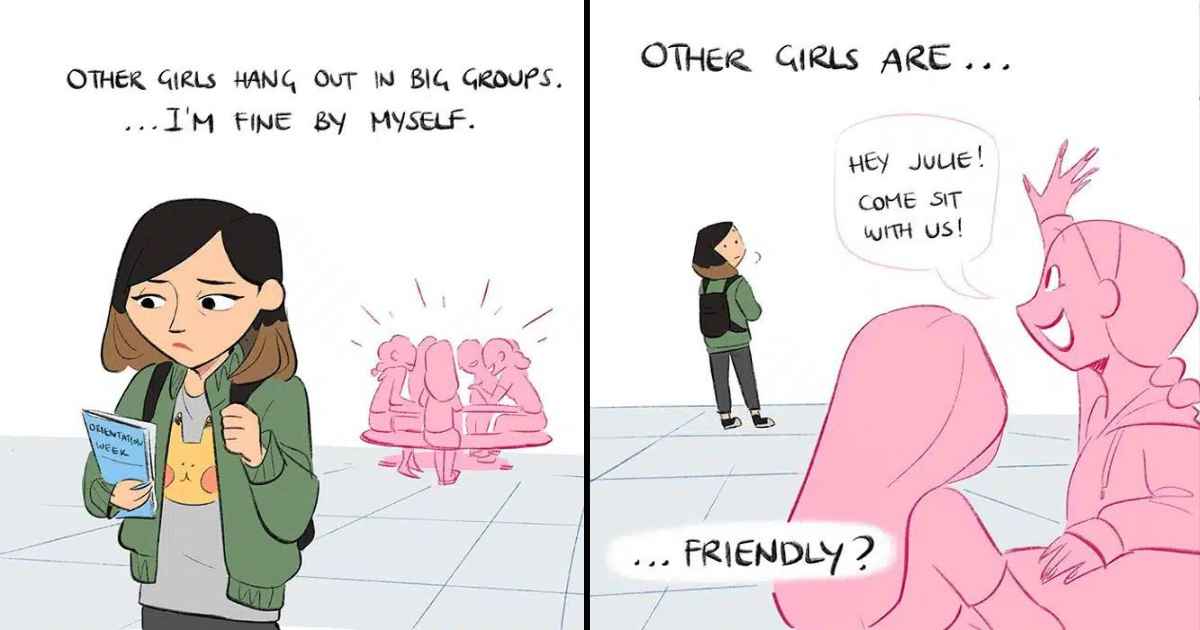 OTHER GIRLS HANG OUT IN BIG GROUPS.
...I'M FINE BY MYSELF.
ORIENTATION
WEEK
OTHER GIRLS ARE...
HEY JULIE!
COME SIT
WITH US!
...FRIENDLY?